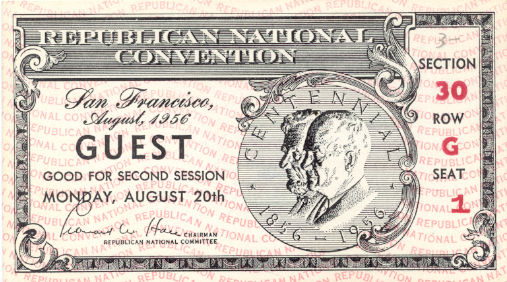 REPUBLICAN NATIONAL
CONVENTION
San Francisco,
August, 1956
GUEST
GOOD FOR SECOND SESSION
MONDAY, AUGUST 20th
CHAIRMAN
REPUBLICAN NATIONAL COMMITTEE
CENTENNIAL
1856 — 1956
3-
SECTION
30
ROW
G
SEAT
1